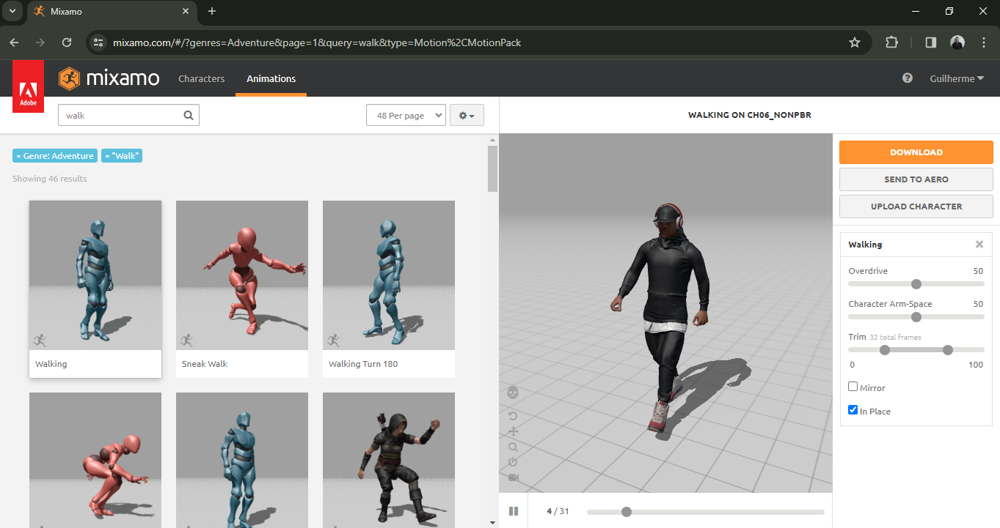 Mixamo
mixamo.com/#/?genres=Adventure&page=1&query=walk&type=Motion%2CMotionPack
Adobe
mixamo
Characters
Animations
Guilherme
walk
48 Per page
WALKING ON CH06_NONPBR
× Genre: Adventure
× "Walk"
Showing 46 results
DOWNLOAD
SEND TO AERO
UPLOAD CHARACTER
Walking
Overdrive 50
Character Arm-Space 50
Trim 32 total frames
0 100
Mirror
In Place
Walking
Sneak Walk
Walking Turn 180
4 / 31